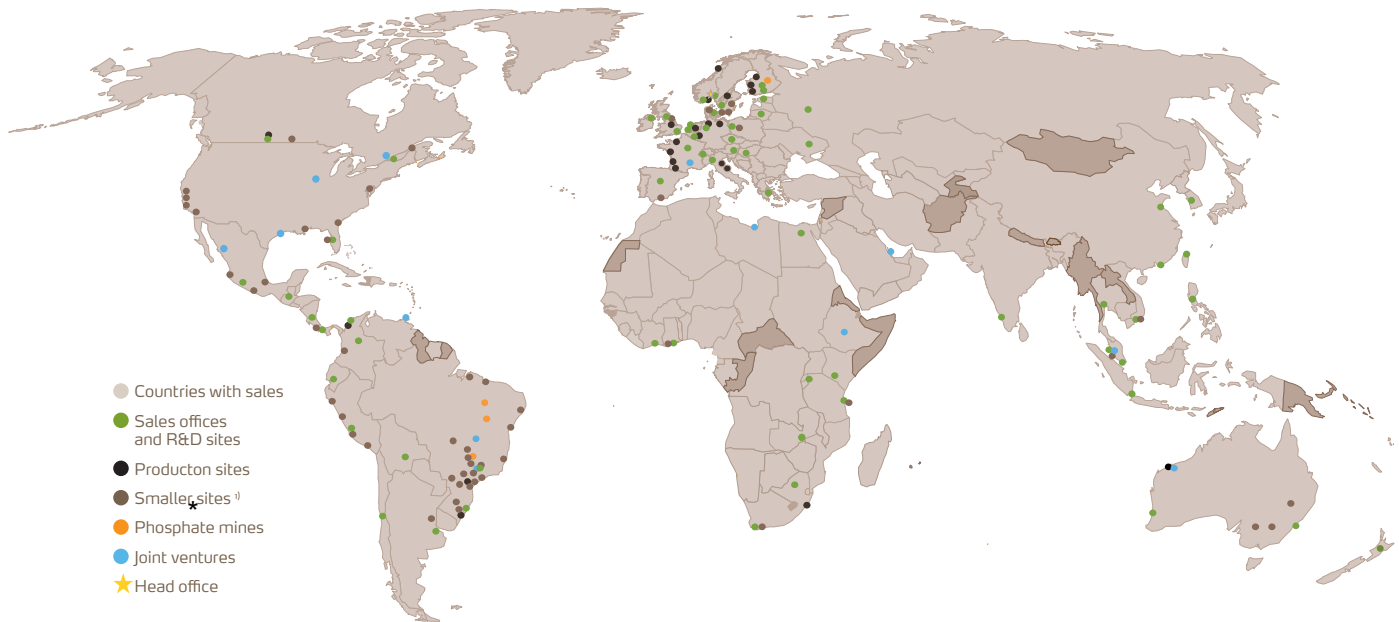 Countries with sales
Sales offices
and R&D sites
Producton sites
Smaller sites ¹⁾
*
Phosphate mines
Joint ventures
Head office